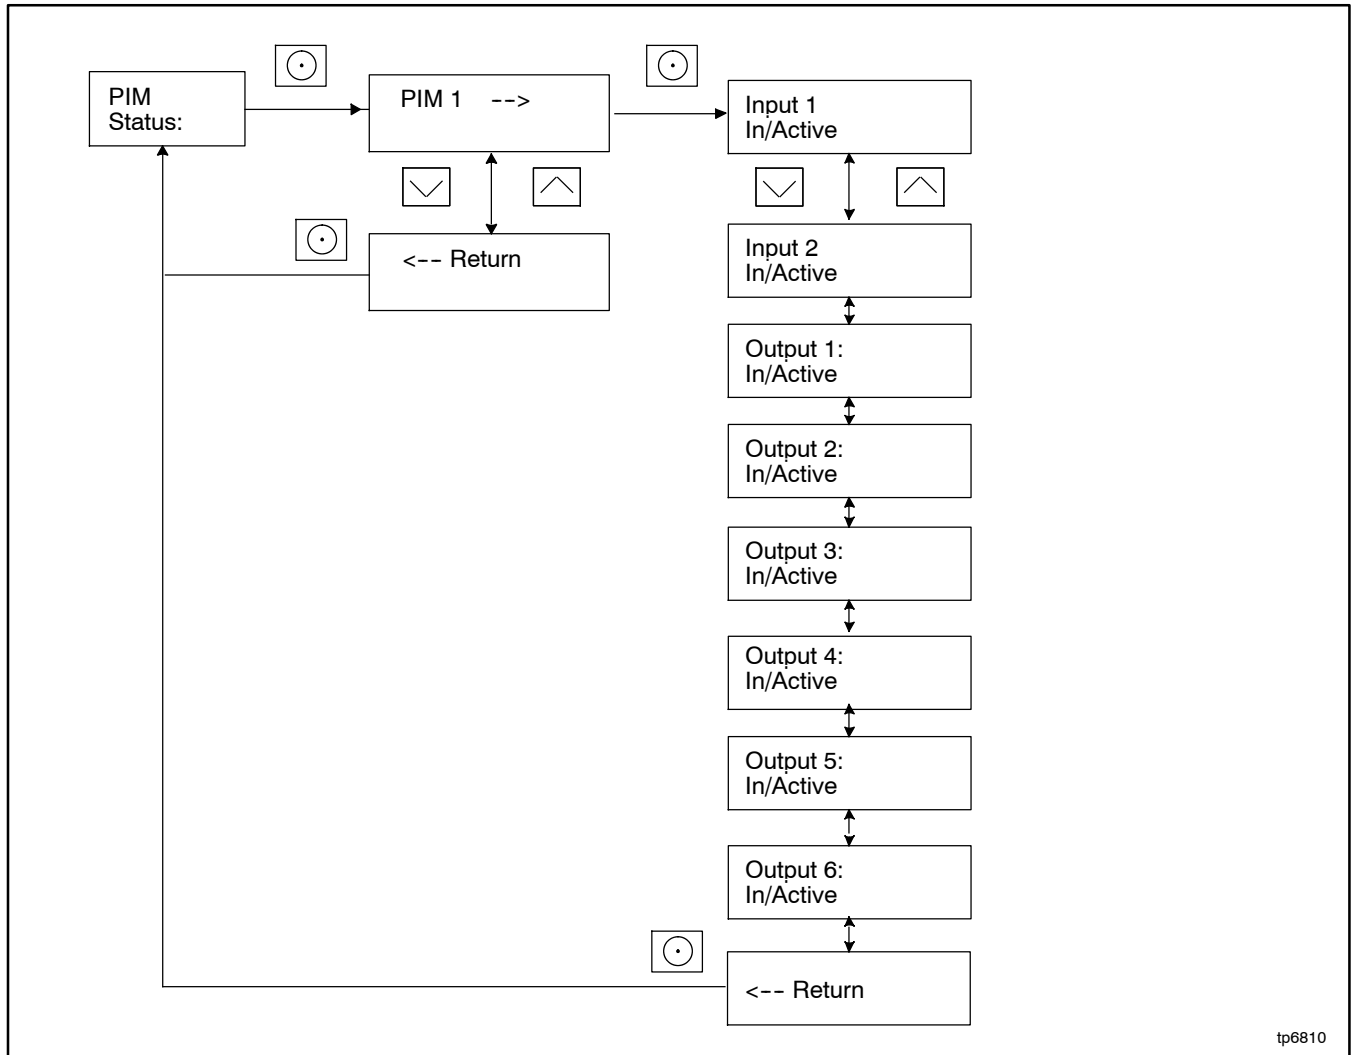 PIM
Status:
PIM 1 -->
Input 1
In/Active
<-- Return
Input 2
In/Active
Output 1:
In/Active
Output 2:
In/Active
Output 3:
In/Active
Output 4:
In/Active
Output 5:
In/Active
Output 6:
In/Active
<-- Return
tp6810